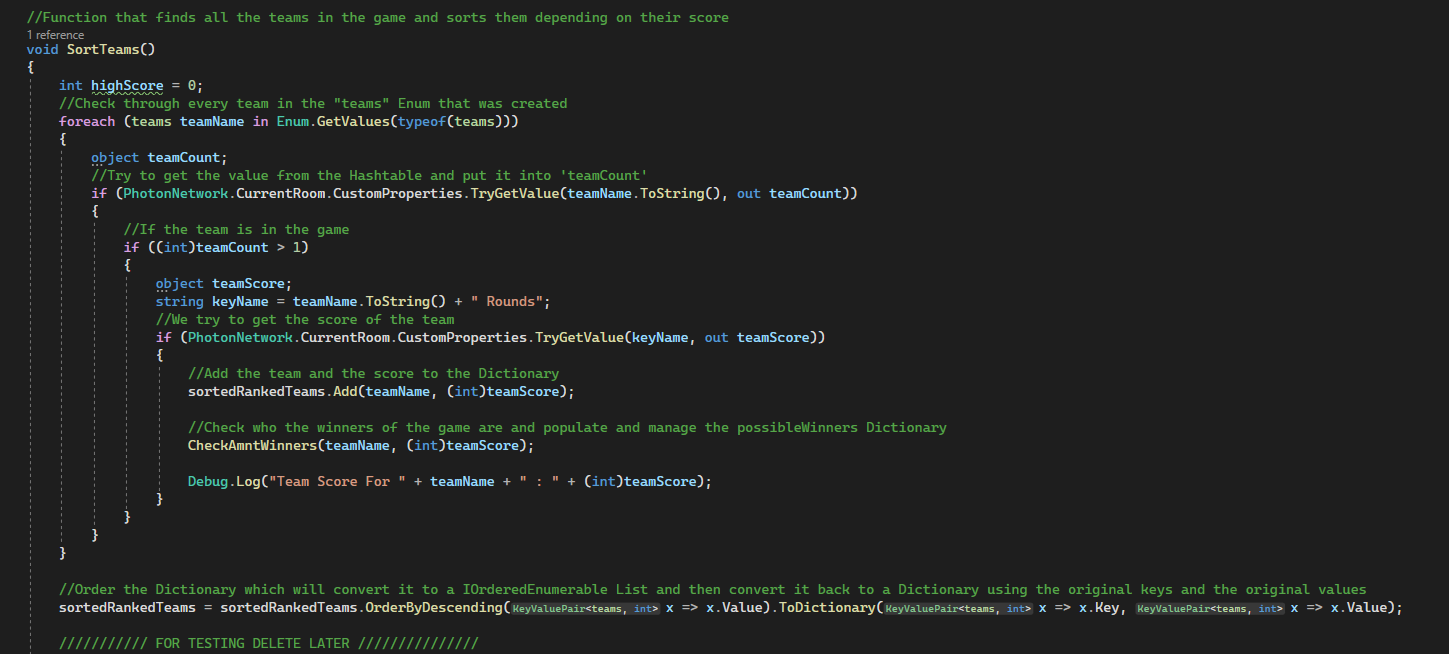 //Function that finds all the teams in the game and sorts them depending on their score
1 reference
void SortTeams()
{
int highScore = 0;
//Check through every team in the "teams" Enum that was created
foreach (teams teamName in Enum.GetValues(typeof(teams)))
{
object teamCount;
//Try to get the value from the Hashtable and put it into 'teamCount'
if (PhotonNetwork.CurrentRoom.CustomProperties.TryGetValue(teamName.ToString(), out teamCount))
{
//If the team is in the game
if ((int)teamCount > 1)
{
object teamScore;
string keyName = teamName.ToString() + " Rounds";
//We try to get the score of the team
if (PhotonNetwork.CurrentRoom.CustomProperties.TryGetValue(keyName, out teamScore))
{
//Add the team and the score to the Dictionary
sortedRankedTeams.Add(teamName, (int)teamScore);
//Check who the winners of the game are and populate and manage the possibleWinners Dictionary
CheckAmntWinners(teamName, (int)teamScore);
Debug.Log("Team Score For " + teamName + " : " + (int)teamScore);
}
}
}
}
//Order the Dictionary which will convert it to a IOrderedEnumerable List and then convert it back to a Dictionary using the original keys and the original values
sortedRankedTeams = sortedRankedTeams.OrderByDescending(KeyValuePair<teams, int> x => x.Value).ToDictionary(KeyValuePair<teams, int> x => x.Key, KeyValuePair<teams, int> x => x.Value);
/////////// FOR TESTING DELETE LATER ///////////////